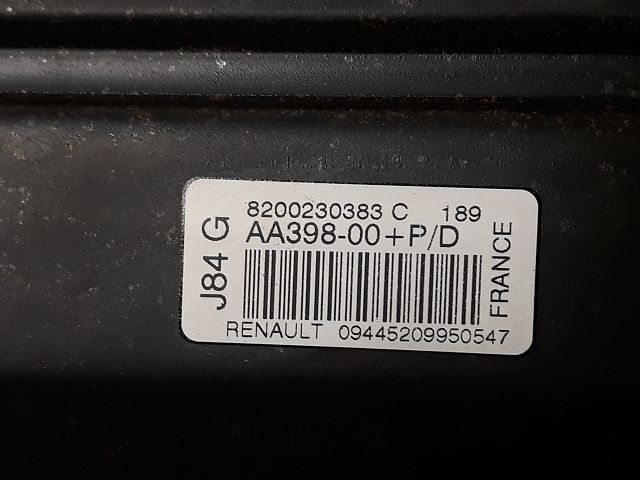 J84 G
8200230383 C 189
AA398-00+P/D
FRANCE
RENAULT 09445209950547